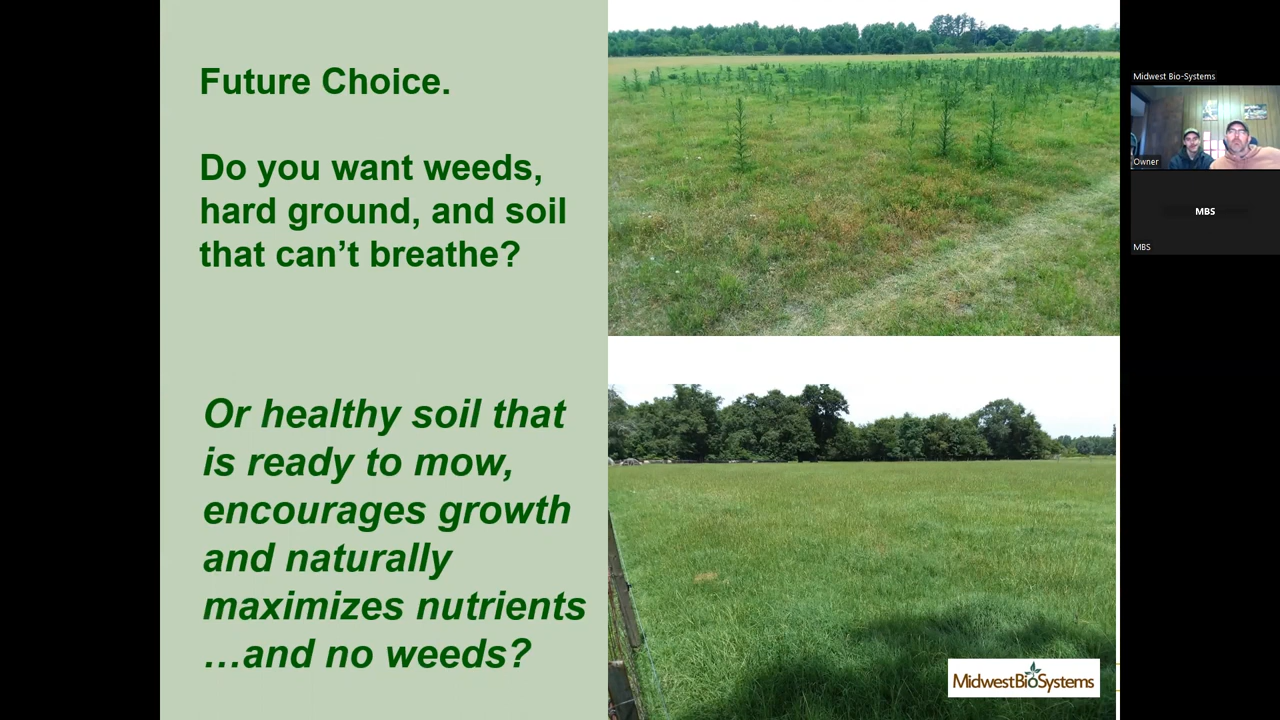 Future Choice.
Do you want weeds,
hard ground, and soil
that can’t breathe?
Or healthy soil that
is ready to mow,
encourages growth
and naturally
maximizes nutrients
…and no weeds?
MidwestBioSystems
Midwest Bio-Systems
Owner
MBS
MBS